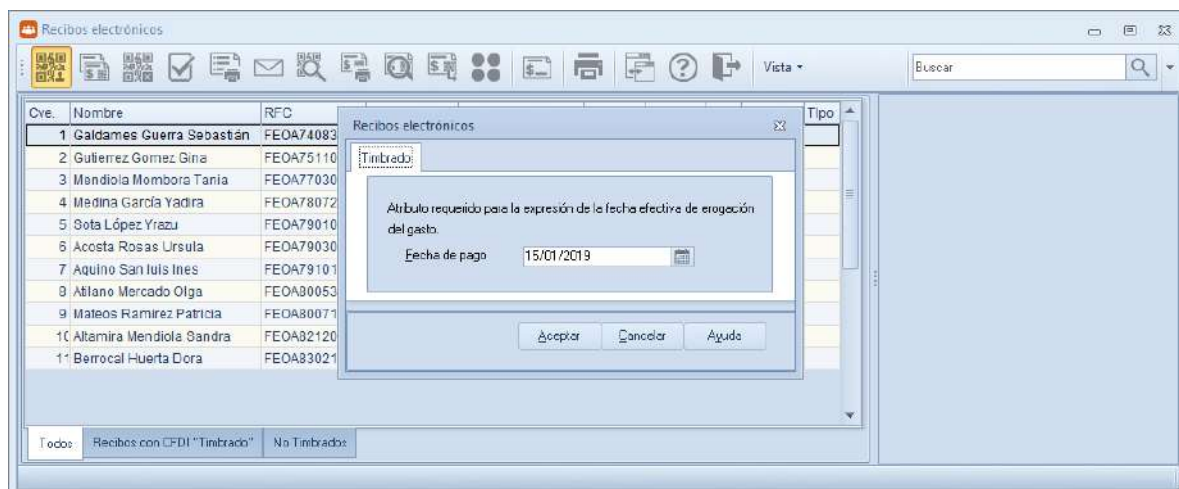 Recibos electrónicos
Vista
Buscar
Cve. Nombre RFC Tipo
1 Galdames Guerra Sebastián FEOA74083
2 Gutierrez Gomez Gina FEOA75110
3 Mendiola Mombora Tania FEOA77030
4 Medina García Yadira FEOA78072
5 Sota López Yrazu FEOA79010
6 Acosta Rosas Ursula FEOA79030
7 Aquino San luis Ines FEOA79101
8 Atilano Mercado Olga FEOA80053
9 Mateos Ramirez Patricia FEOA80071
10 Altamira Mendiola Sandra FEOA82120
11 Berrocal Huerta Dora FEOA83021
Recibos electrónicos
Timbrado
Atributo requerido para la expresión de la fecha efectiva de erogación
del gasto.
Fecha de pago 15/01/2019
Aceptar Cancelar Ayuda
Todos Recibos con CFDI "Timbrado" No Timbrados